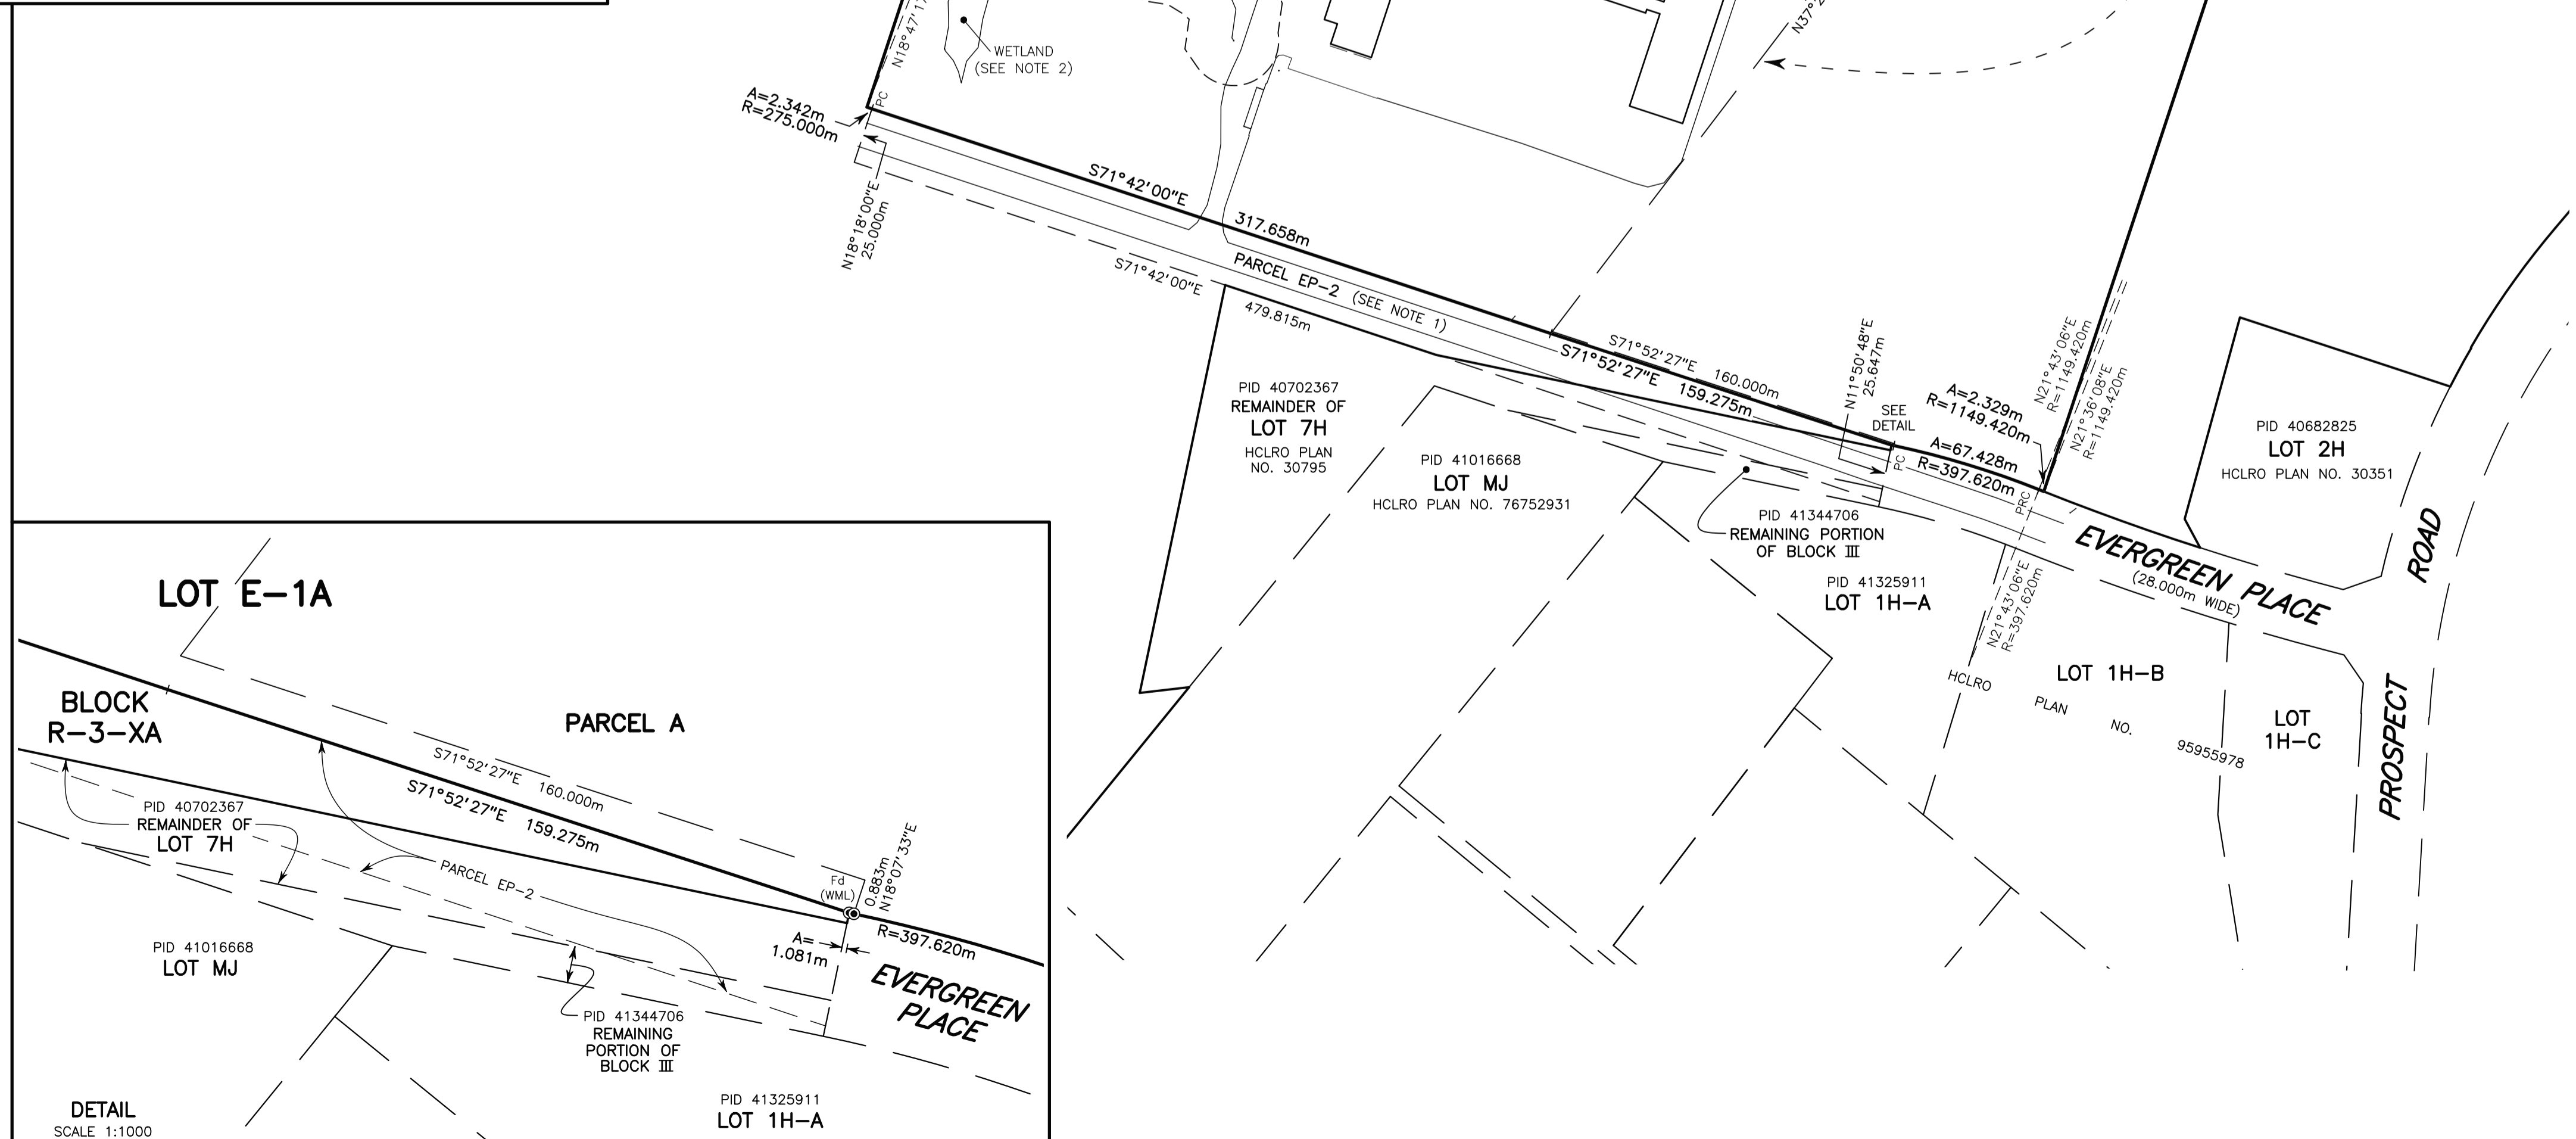 N18°47'17
WETLAND
(SEE NOTE 2)
A=2.342m
R=275.000m
PC
N18°18'00"E
25.000m
S71°42'00"E
317.658m
PARCEL EP-2 (SEE NOTE 1)
S71°42'00"E
479.815m
N37°2
S71°52'27"E 160.000m
S71°52'27"E 159.275m
N11°50'48"E
25.647m
SEE
DETAIL
PC
A=2.329m
R=1149.420m
A=67.428m
R=397.620m
PRC
N21°43'06"E
R=1149.420m
N21°36'08"E
R=1149.420m
N21°43'06"E
R=397.620m
PID 40682825
LOT 2H
HCLRO PLAN NO. 30351
PID 40702367
REMAINDER OF
LOT 7H
HCLRO PLAN
NO. 30795
PID 41016668
LOT MJ
HCLRO PLAN NO. 76752931
PID 41344706
REMAINING PORTION
OF BLOCK III
PID 41325911
LOT 1H-A
EVERGREEN PLACE
(28.000m WIDE)
PROSPECT ROAD
LOT 1H-B
HCLRO PLAN NO. 95955978
LOT
1H-C
LOT E-1A
BLOCK
R-3-XA
PARCEL A
S71°52'27"E 160.000m
S71°52'27"E 159.275m
PID 40702367
REMAINDER OF
LOT 7H
PARCEL EP-2
Fd
(WML)
0.883m
N18°07'33"E
A=
1.081m
R=397.620m
EVERGREEN
PLACE
PID 41016668
LOT MJ
PID 41344706
REMAINING
PORTION OF
BLOCK III
PID 41325911
LOT 1H-A
DETAIL
SCALE 1:1000